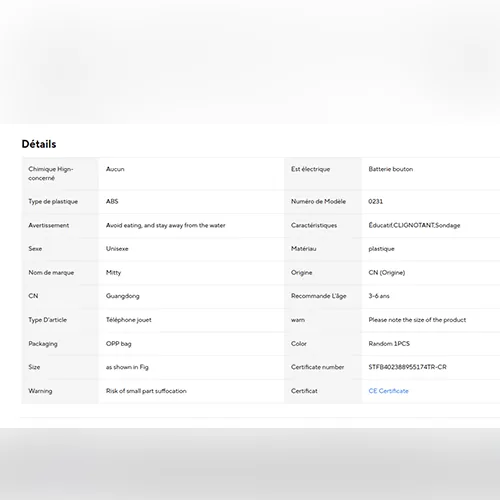 Détails
Chimique Hign-
concerné
Aucun
Est électrique
Batterie bouton
Type de plastique
ABS
Numéro de Modèle
0231
Avertissement
Avoid eating, and stay away from the water
Caractéristiques
Éducatif,CLIGNOTANT,Sondage
Sexe
Unisexe
Matériau
plastique
Nom de marque
Mitty
Origine
CN (Origine)
CN
Guangdong
Recommande L'âge
3-6 ans
Type D'article
Téléphone jouet
warn
Please note the size of the product
Packaging
OPP bag
Color
Random 1PCS
Size
as shown in Fig
Certificate number
STFB402388955174TR-CR
Warning
Risk of small part suffocation
Certificat
CE Certificate